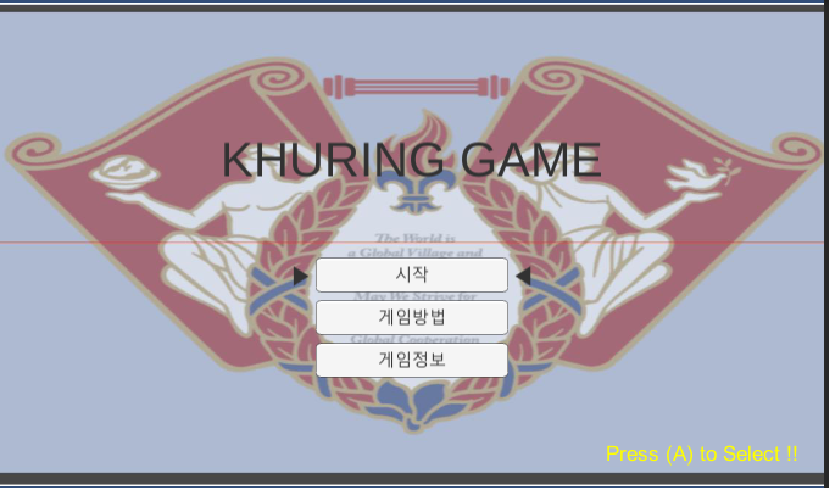 KHURING GAME
The World is
a Global Village and
시작
May We Strive for
게임방법
Global Cooperation
게임정보
Press (A) to Select !!